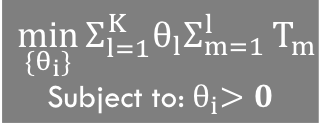 min Σ_{l=1}^{K} θ_l Σ_{m=1}^{l} T_m
{θ_i}
Subject to: θ_i > 0